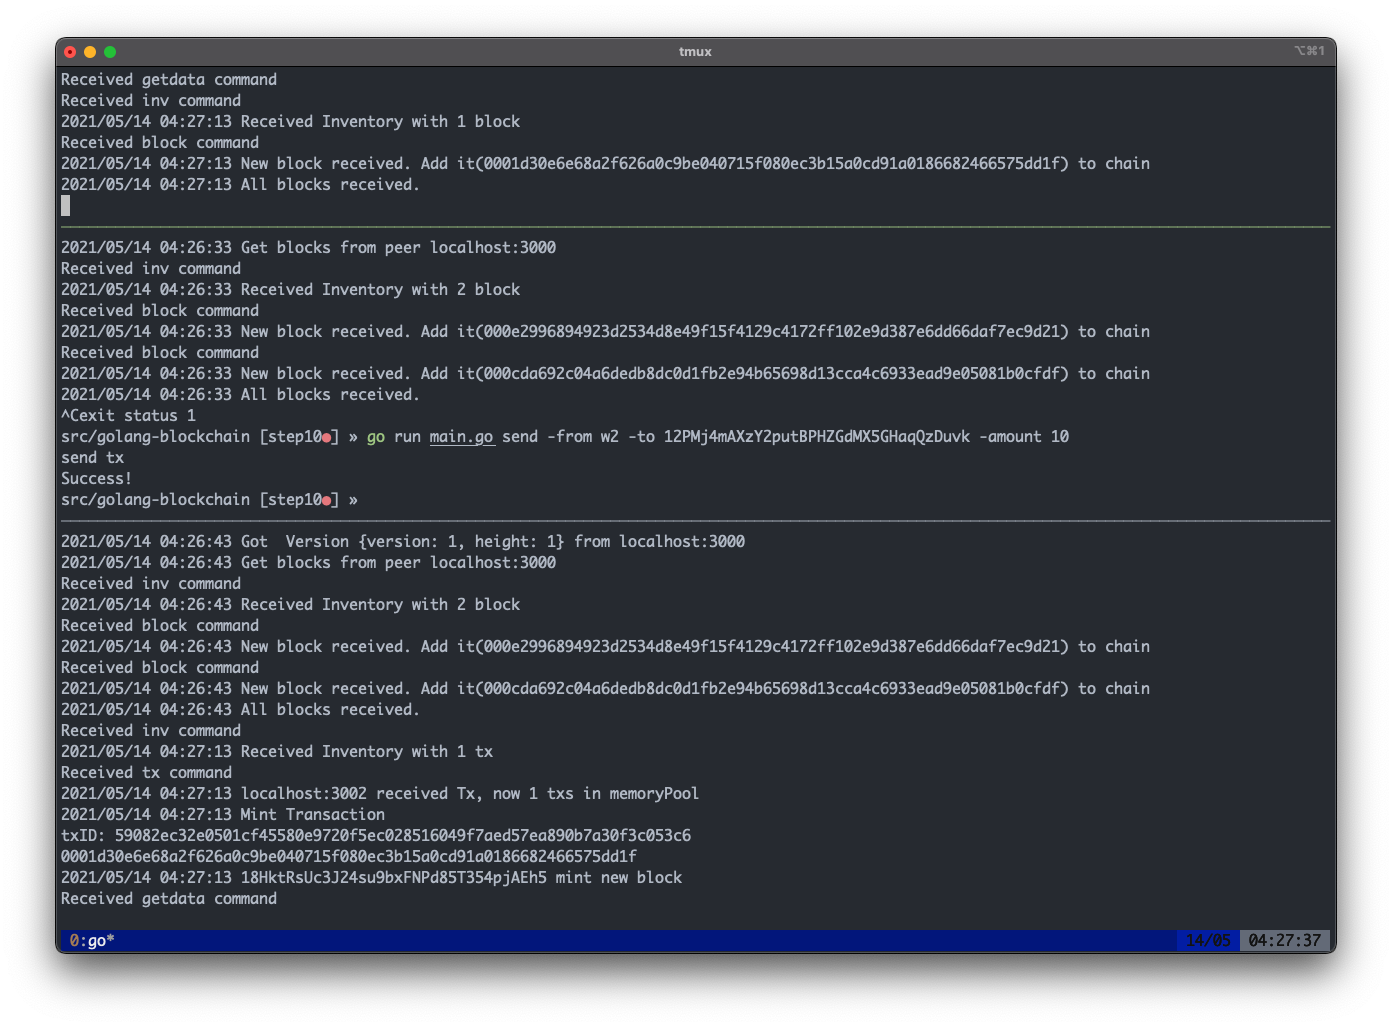 tmux
⌥⌘1
Received getdata command
Received inv command
2021/05/14 04:27:13 Received Inventory with 1 block
Received block command
2021/05/14 04:27:13 New block received. Add it(0001d30e6e68a2f626a0c9be040715f080ec3b15a0cd91a0186682466575dd1f) to chain
2021/05/14 04:27:13 All blocks received.
2021/05/14 04:26:33 Get blocks from peer localhost:3000
Received inv command
2021/05/14 04:26:33 Received Inventory with 2 block
Received block command
2021/05/14 04:26:33 New block received. Add it(000e2996894923d2534d8e49f15f4129c4172ff102e9d387e6dd66daf7ec9d21) to chain
Received block command
2021/05/14 04:26:33 New block received. Add it(000cda692c04a6dedb8dc0d1fb2e94b65698d13cca4c6933ead9e05081b0cfdf) to chain
2021/05/14 04:26:33 All blocks received.
^Cexit status 1
src/golang-blockchain [step10●] » go run main.go send -from w2 -to 12PMj4mAXzY2putBPHZGdMX5GHaqQzDuvk -amount 10
send tx
Success!
src/golang-blockchain [step10●] »
2021/05/14 04:26:43 Got  Version {version: 1, height: 1} from localhost:3000
2021/05/14 04:26:43 Get blocks from peer localhost:3000
Received inv command
2021/05/14 04:26:43 Received Inventory with 2 block
Received block command
2021/05/14 04:26:43 New block received. Add it(000e2996894923d2534d8e49f15f4129c4172ff102e9d387e6dd66daf7ec9d21) to chain
Received block command
2021/05/14 04:26:43 New block received. Add it(000cda692c04a6dedb8dc0d1fb2e94b65698d13cca4c6933ead9e05081b0cfdf) to chain
2021/05/14 04:26:43 All blocks received.
Received inv command
2021/05/14 04:27:13 Received Inventory with 1 tx
Received tx command
2021/05/14 04:27:13 localhost:3002 received Tx, now 1 txs in memoryPool
2021/05/14 04:27:13 Mint Transaction
txID: 59082ec32e0501cf45580e9720f5ec028516049f7aed57ea890b7a30f3c053c6
0001d30e6e68a2f626a0c9be040715f080ec3b15a0cd91a0186682466575dd1f
2021/05/14 04:27:13 18HktRsUc3J24su9bxFNPd85T354pjAEh5 mint new block
Received getdata command
0:go* 14/05 04:27:37